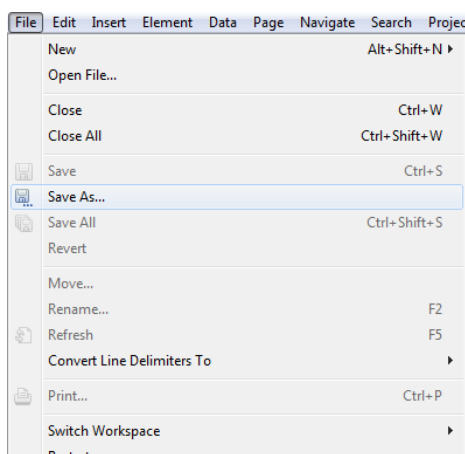 File Edit Insert Element Data Page Navigate Search
New Alt+Shift+N
Open File...
Close Ctrl+W
Close All Ctrl+Shift+W
Save Ctrl+S
Save As...
Save All Ctrl+Shift+S
Revert
Move...
Rename... F2
Refresh F5
Convert Line Delimiters To
Print... Ctrl+P
Switch Workspace